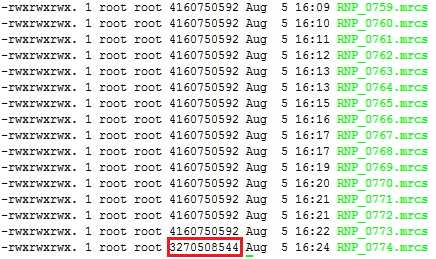 -rwxrwxrwx. 1 root root 4160750592 Aug  5 16:09 RNP_0759.mrcs
-rwxrwxrwx. 1 root root 4160750592 Aug  5 16:10 RNP_0760.mrcs
-rwxrwxrwx. 1 root root 4160750592 Aug  5 16:11 RNP_0761.mrcs
-rwxrwxrwx. 1 root root 4160750592 Aug  5 16:12 RNP_0762.mrcs
-rwxrwxrwx. 1 root root 4160750592 Aug  5 16:13 RNP_0763.mrcs
-rwxrwxrwx. 1 root root 4160750592 Aug  5 16:13 RNP_0764.mrcs
-rwxrwxrwx. 1 root root 4160750592 Aug  5 16:15 RNP_0765.mrcs
-rwxrwxrwx. 1 root root 4160750592 Aug  5 16:16 RNP_0766.mrcs
-rwxrwxrwx. 1 root root 4160750592 Aug  5 16:17 RNP_0767.mrcs
-rwxrwxrwx. 1 root root 4160750592 Aug  5 16:17 RNP_0768.mrcs
-rwxrwxrwx. 1 root root 4160750592 Aug  5 16:19 RNP_0769.mrcs
-rwxrwxrwx. 1 root root 4160750592 Aug  5 16:20 RNP_0770.mrcs
-rwxrwxrwx. 1 root root 4160750592 Aug  5 16:21 RNP_0771.mrcs
-rwxrwxrwx. 1 root root 4160750592 Aug  5 16:21 RNP_0772.mrcs
-rwxrwxrwx. 1 root root 4160750592 Aug  5 16:22 RNP_0773.mrcs
-rwxrwxrwx. 1 root root 3270508544 Aug  5 16:24 RNP_0774.mrcs